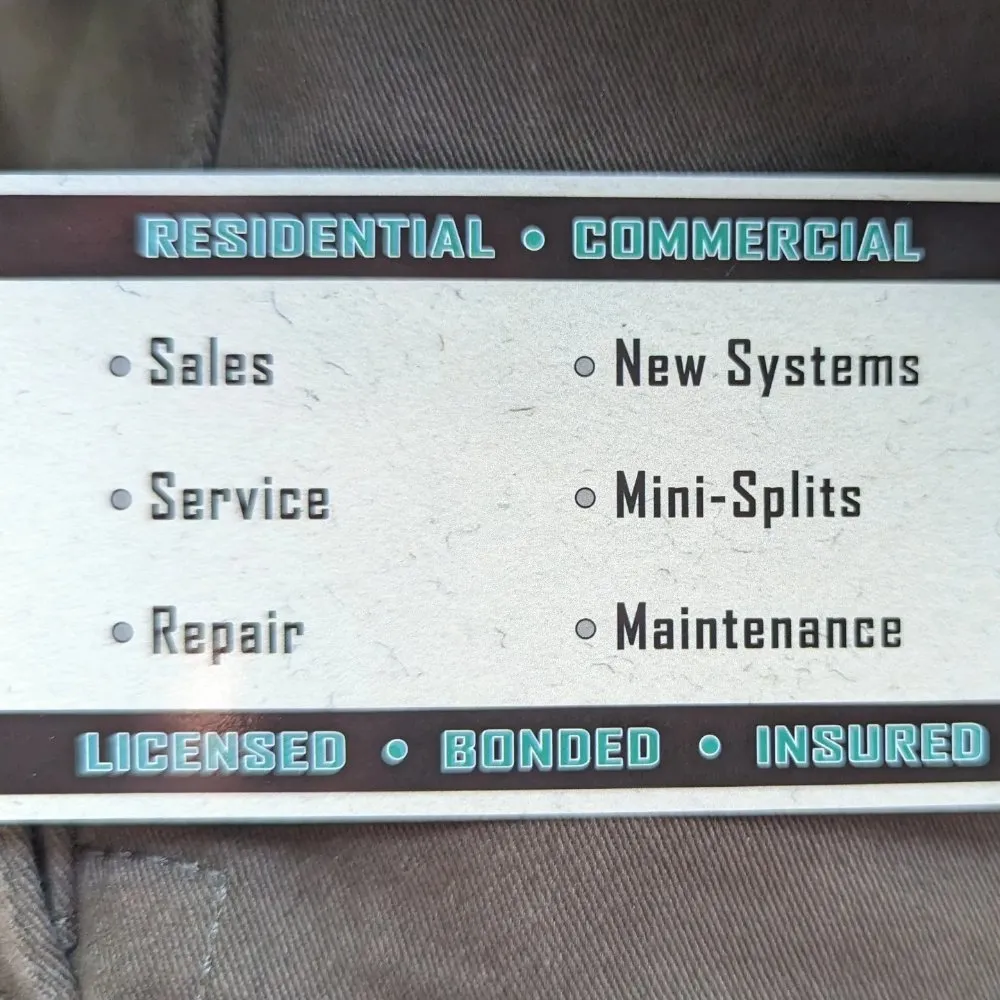 RESIDENTIAL • COMMERCIAL
• Sales
• New Systems
• Service
• Mini-Splits
• Repair
• Maintenance
LICENSED • BONDED • INSURED